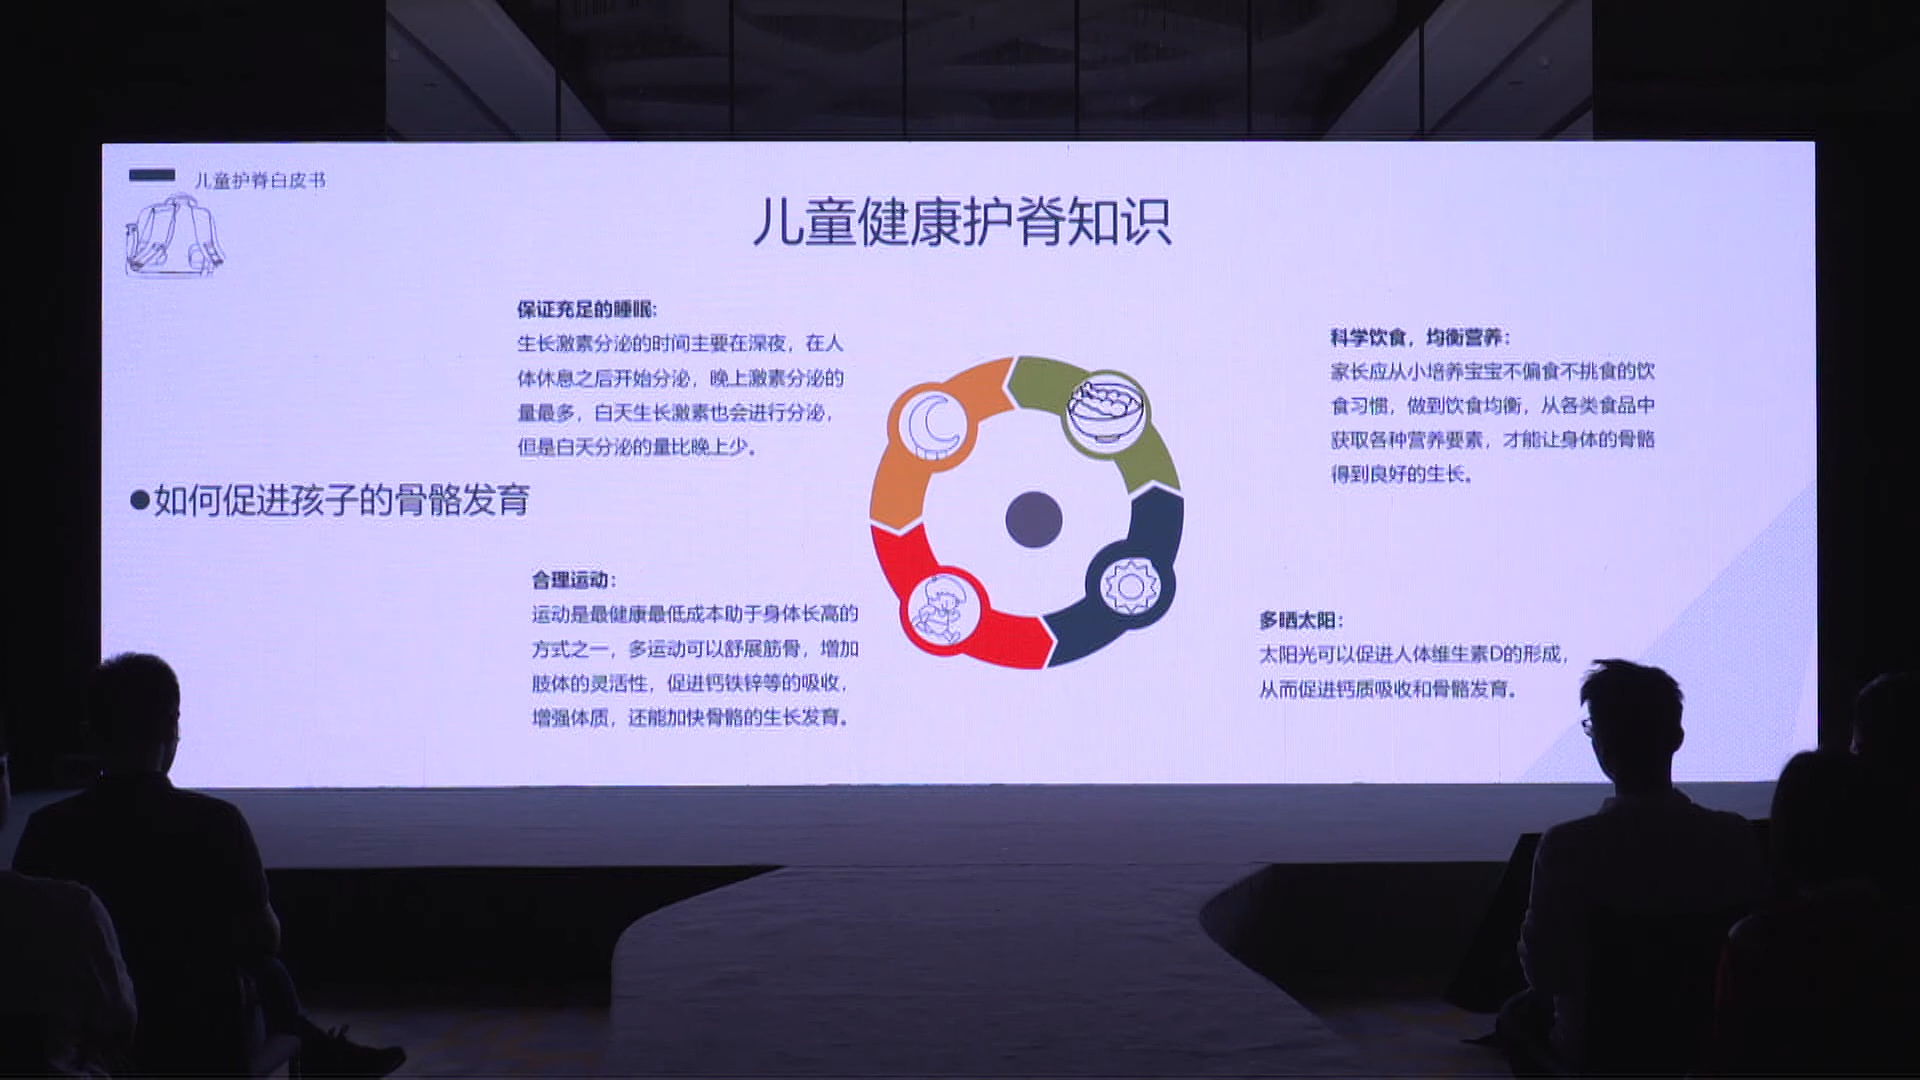 儿童护脊白皮书
儿童健康护脊知识
保证充足的睡眠：
生长激素分泌的时间主要在深夜，在人
体休息之后开始分泌，晚上激素分泌的
量最多，白天生长激素也会进行分泌，
但是白天分泌的量比晚上少。
科学饮食，均衡营养：
家长应从小培养宝宝不偏食不挑食的饮
食习惯，做到饮食均衡，从各类食品中
获取各种营养要素，才能让身体的骨骼
得到良好的生长。
●如何促进孩子的骨骼发育
合理运动：
运动是最健康最低成本助于身体长高的
方式之一，多运动可以舒展筋骨，增加
肢体的灵活性，促进钙铁锌等的吸收，
增强体质，还能加快骨骼的生长发育。
多晒太阳：
太阳光可以促进人体维生素D的形成，
从而促进钙质吸收和骨骼发育。